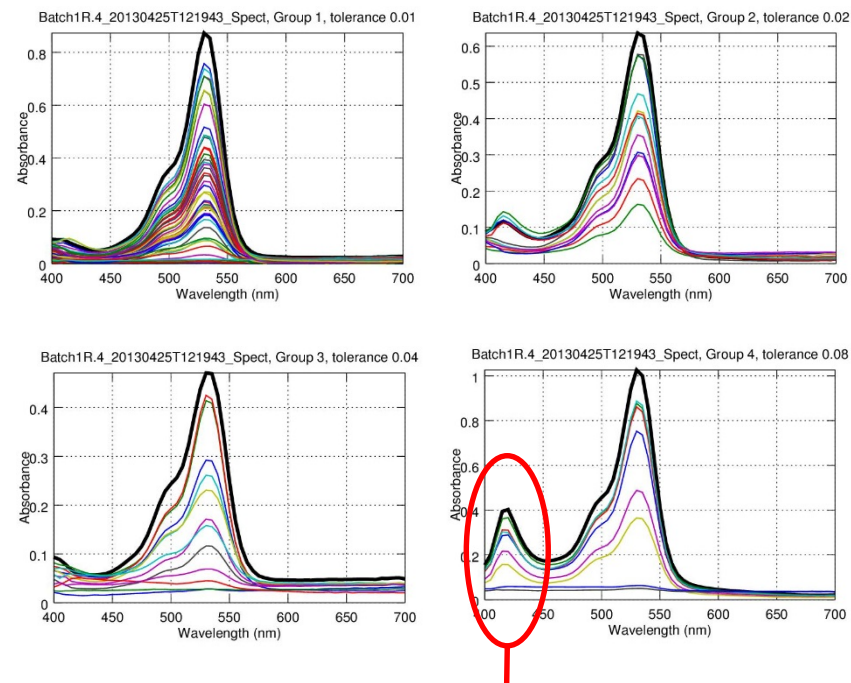 Batch1R.4_20130425T121943_Spect, Group 1, tolerance 0.01
0.8
0.6
0.4
0.2
0
Absorbance
400 450 500 550 600 650 700
Wavelength (nm)
Batch1R.4_20130425T121943_Spect, Group 2, tolerance 0.02
0.6
0.5
0.4
0.3
0.2
0.1
0
Absorbance
400 450 500 550 600 650 700
Wavelength (nm)
Batch1R.4_20130425T121943_Spect, Group 3, tolerance 0.04
0.4
0.3
0.2
0.1
0
Absorbance
400 450 500 550 600 650 700
Wavelength (nm)
Batch1R.4_20130425T121943_Spect, Group 4, tolerance 0.08
1
0.8
0.6
0.4
0.2
0
Absorbance
400 450 500 550 600 650 700
Wavelength (nm)